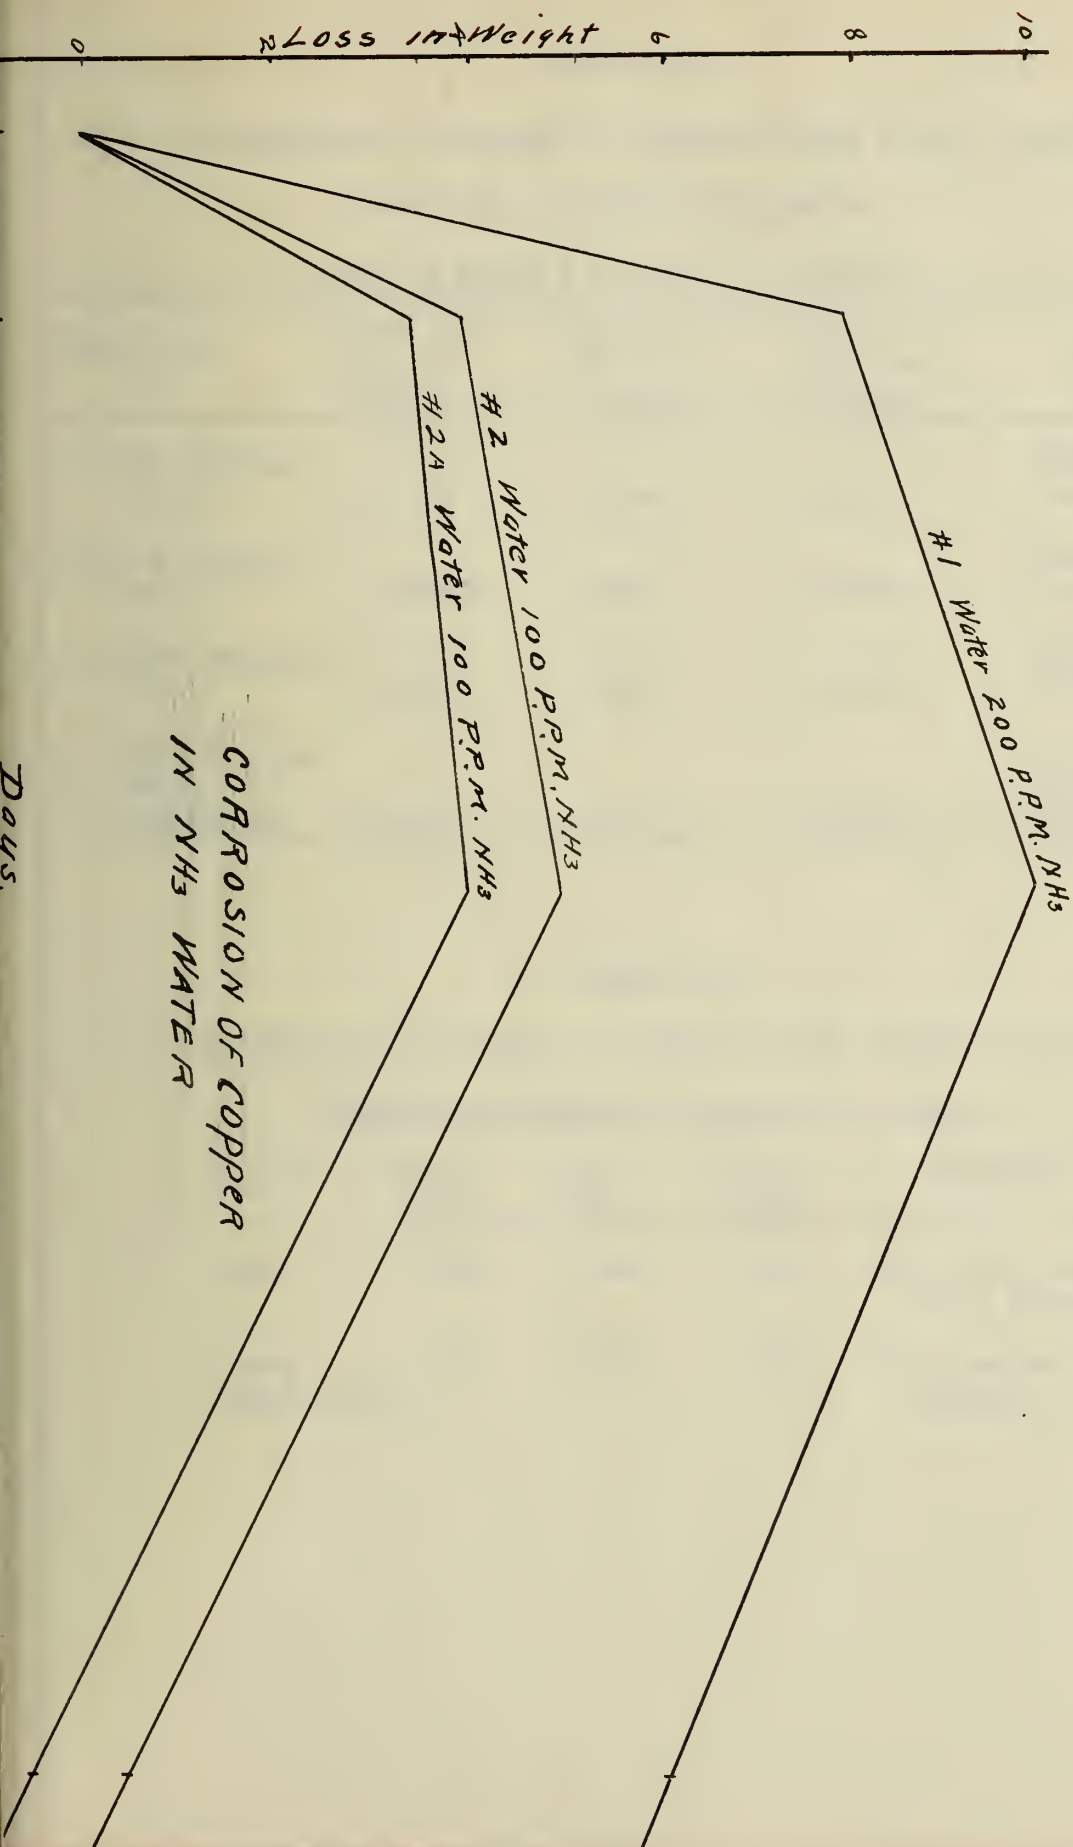 10
8
6
4
2
0
Loss in Weight
#1 Water 200 P.P.M. NH3
#2 Water 100 P.P.M. NH3
#2A Water 100 P.P.M. NH3
CORROSION OF COPPER
IN NH3 WATER
Days.